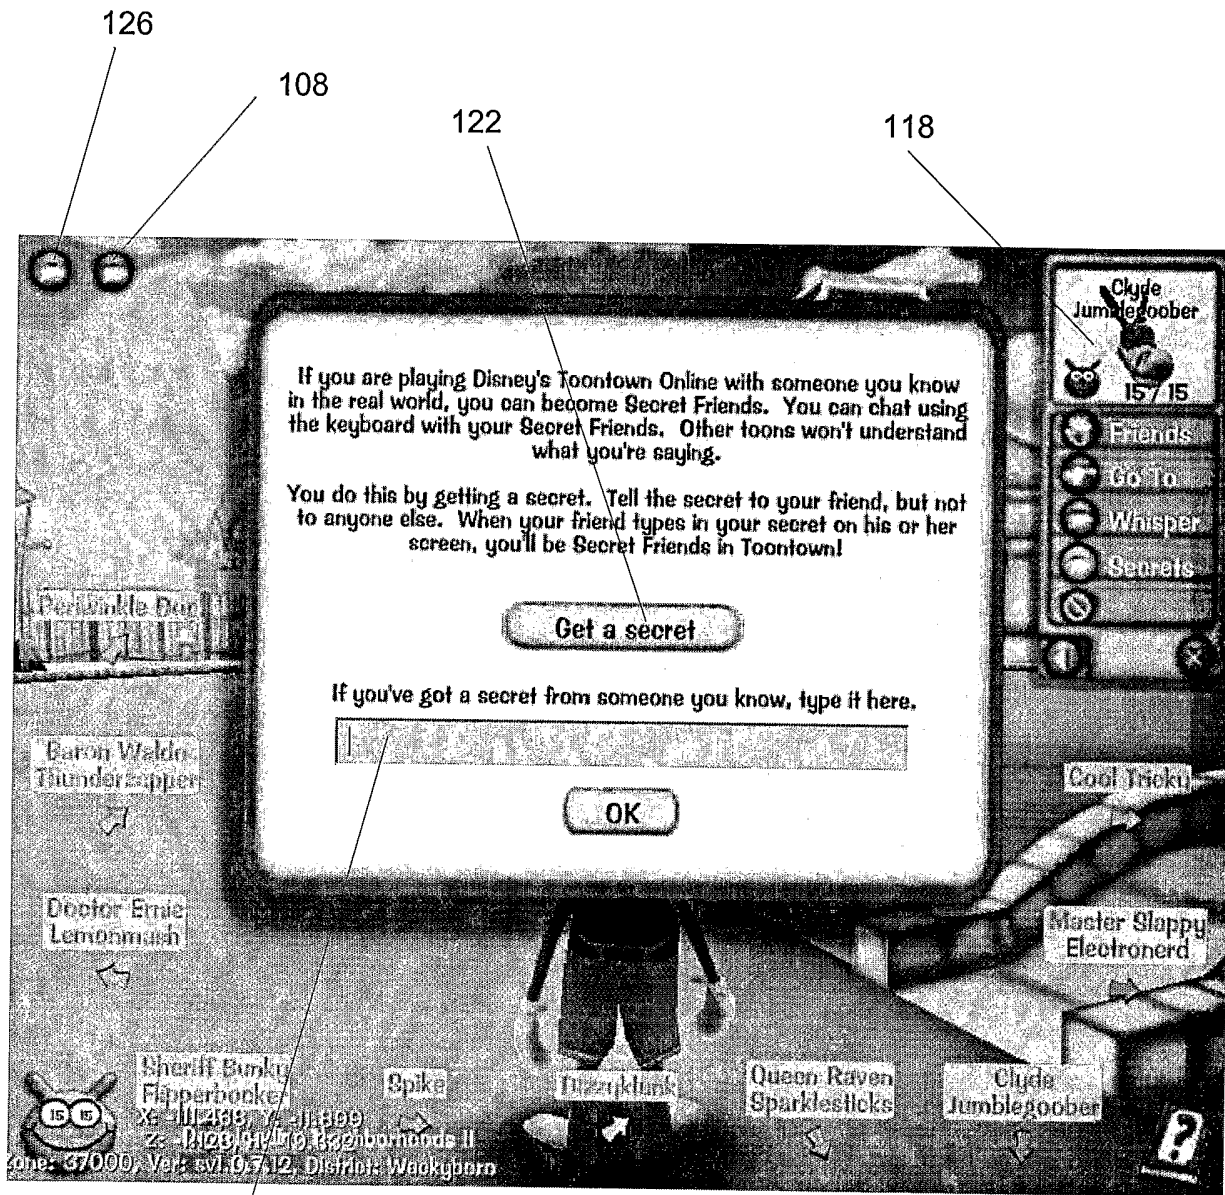 126
108
122
118
Clyde
Jumblegoober
15 / 15
Friends
Go To
Whisper
Secrets
If you are playing Disney's Toontown Online with someone you know
in the real world, you can become Secret Friends. You can chat using
the keyboard with your Secret Friends. Other toons won't understand
what you're saying.
You do this by getting a secret. Tell the secret to your friend, but not
to anyone else. When your friend types in your secret on his or her
screen, you'll be Secret Friends in Toontown!
Get a secret
If you've got a secret from someone you know, type it here.
OK
Periwinkle
Baron Waldo
Thunderzapper
Cool Tricky
Doctor Ernie
Lemonmush
Master Sloppy
Electronerd
Sheriff Bunky
Flipperbocker
Spike
Queen Raven
Sparklesticks
Clyde
Jumblegoober
15 15
?
Zone: 37000, Ver: sv1.0.7.12, District: Wackyboro